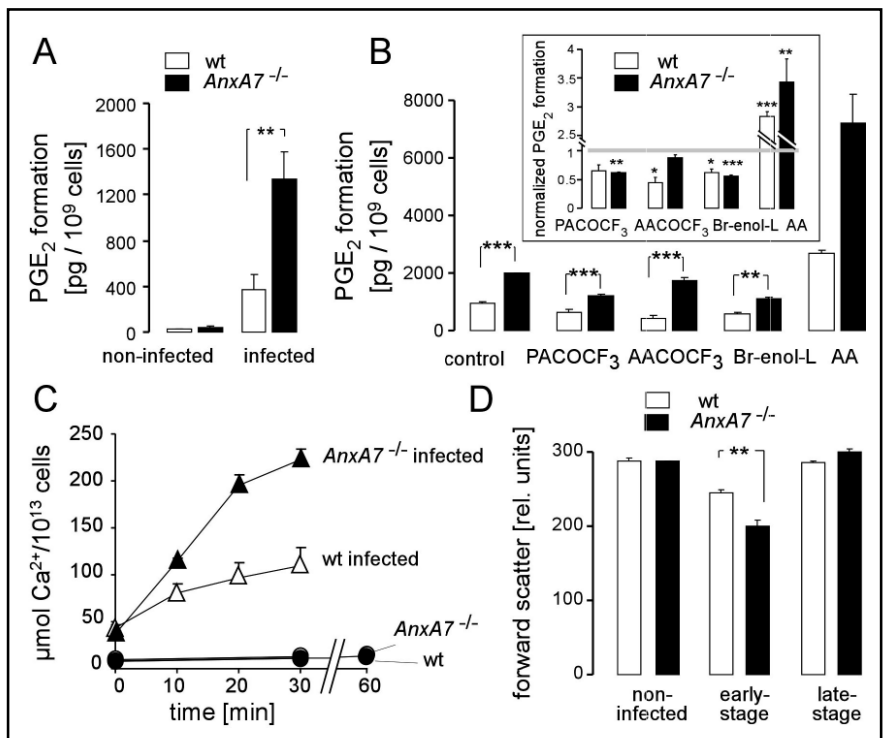 A
wt
AnxA7 -/-
PGE2 formation
[pg / 10^9 cells]
2000
1600
1200
800
400
0
**
non-infected
infected
B
wt
AnxA7 -/-
PGE2 formation
[pg / 10^9 cells]
8000
6000
4000
2000
0
***
***
***
**
control
PACOCF3
AACOCF3
Br-enol-L
AA
normalized PGE2 formation
4
3.5
3
2.5
1
0.5
0
**
*
*
***
***
**
PACOCF3
AACOCF3
Br-enol-L
AA
C
µmol Ca2+/10^13 cells
250
200
150
100
50
0
AnxA7 -/- infected
wt infected
AnxA7 -/-
wt
0
10
20
30
60
time [min]
D
wt
AnxA7 -/-
forward scatter [rel. units]
300
200
100
0
**
non-
infected
early-
stage
late-
stage